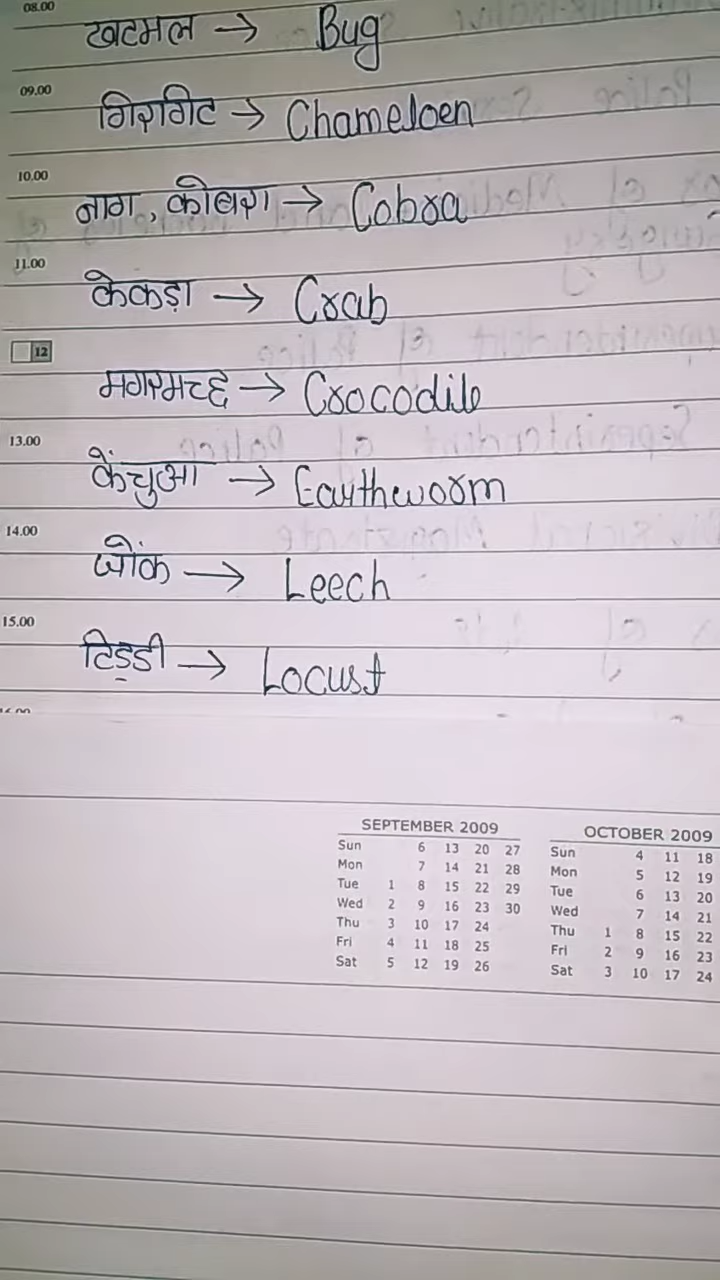 08.00
खटमल → Bug
09.00
गिरगिट → Chameloen
10.00
नाग, कोबरा → Cobra
11.00
केकड़ा → Crab
12
मगरमच्छ → Crocodile
13.00
केंचुआ → Earthworm
14.00
जोंक → Leech
15.00
टिड्डी → Locust
SEPTEMBER 2009
Sun 6 13 20 27
Mon 7 14 21 28
Tue 1 8 15 22 29
Wed 2 9 16 23 30
Thu 3 10 17 24
Fri 4 11 18 25
Sat 5 12 19 26
OCTOBER 2009
Sun 4 11 18
Mon 5 12 19
Tue 6 13 20
Wed 7 14 21
Thu 1 8 15 22
Fri 2 9 16 23
Sat 3 10 17 24